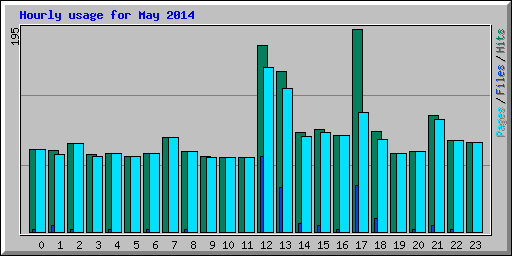 Hourly usage for May 2014
195
Pages / Files / Hits
0 1 2 3 4 5 6 7 8 9 10 11 12 13 14 15 16 17 18 19 20 21 22 23